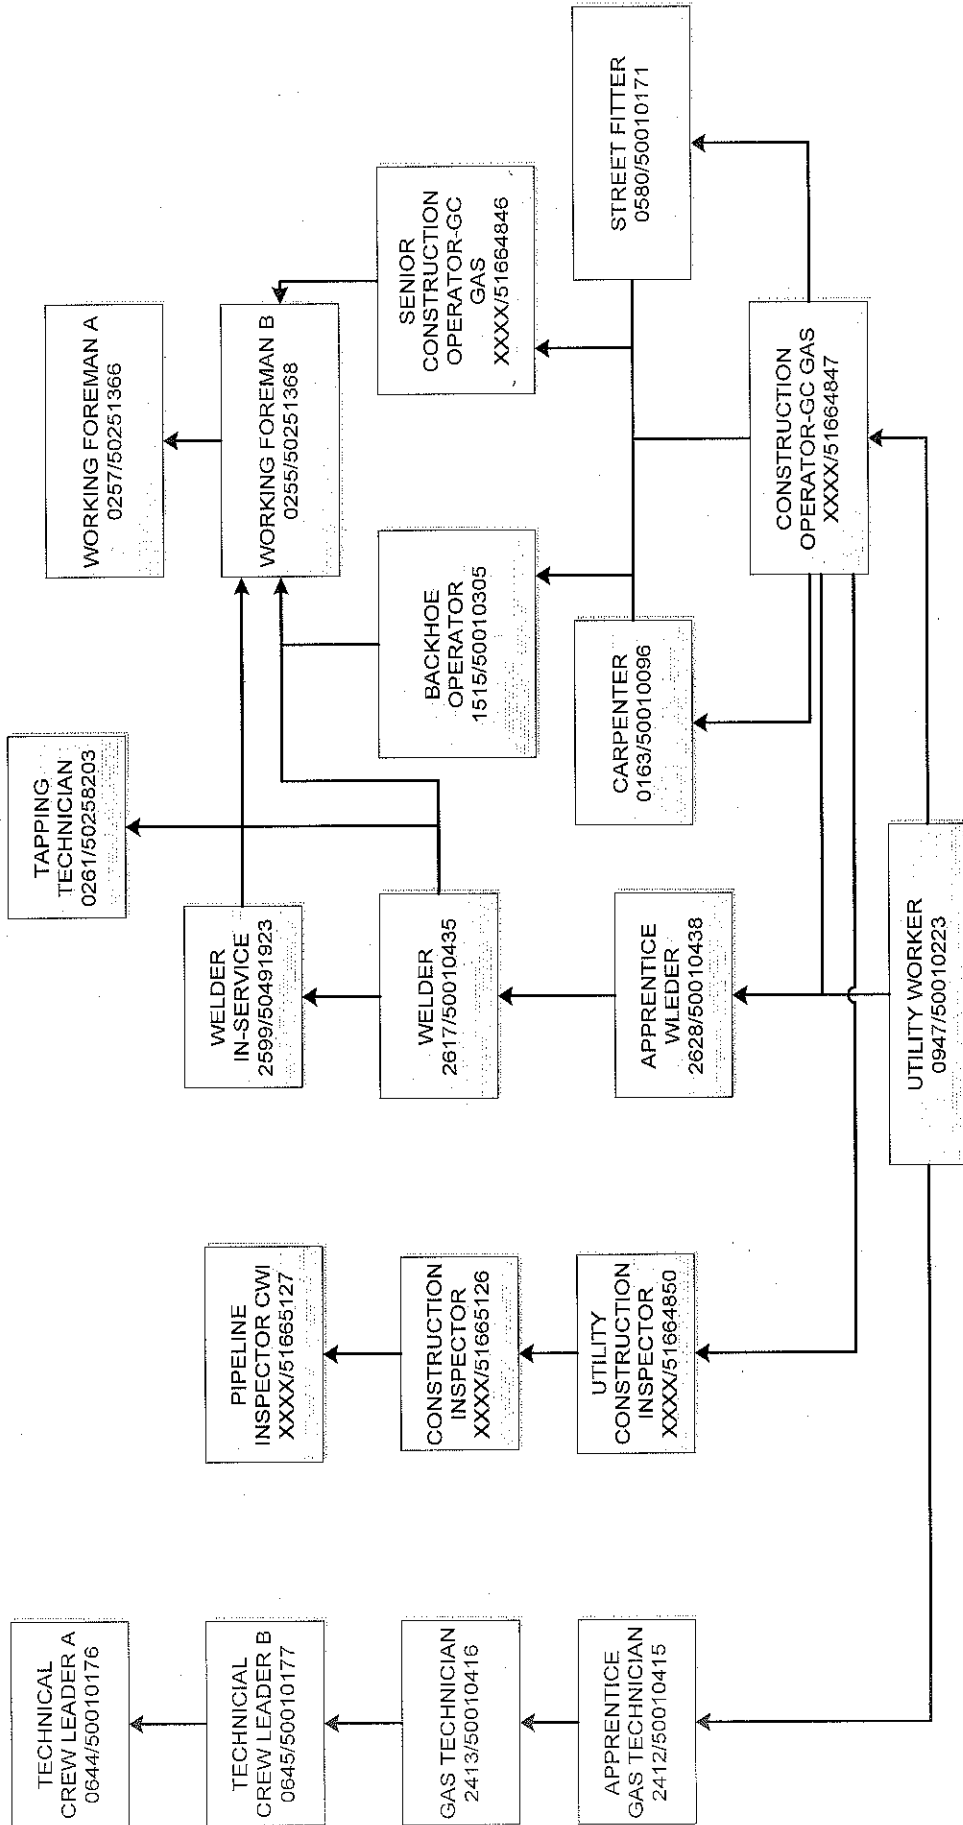 TECHNICAL
CREW LEADER A
0644/50010176
TECHNICIAL
CREW LEADER B
0645/50010177
GAS TECHNICIAN
2413/50010416
APPRENTICE
GAS TECHNICIAN
2412/50010415
PIPELINE
INSPECTOR CWI
XXXX/51665127
CONSTRUCTION
INSPECTOR
XXXX/51665126
UTILITY
CONSTRUCTION
INSPECTOR
XXXX/51664850
TAPPING
TECHNICIAN
0261/50258203
WELDER
IN-SERVICE
2599/50491923
WELDER
2617/50010435
APPRENTICE
WLEDER
2628/50010438
UTILITY WORKER
0947/50010223
WORKING FOREMAN A
0257/50251366
WORKING FOREMAN B
0255/50251368
BACKHOE
OPERATOR
1515/50010305
SENIOR
CONSTRUCTION
OPERATOR-GC
GAS
XXXX/51664846
CARPENTER
0163/50010096
STREET FITTER
0580/50010171
CONSTRUCTION
OPERATOR-GC GAS
XXXX/51664847